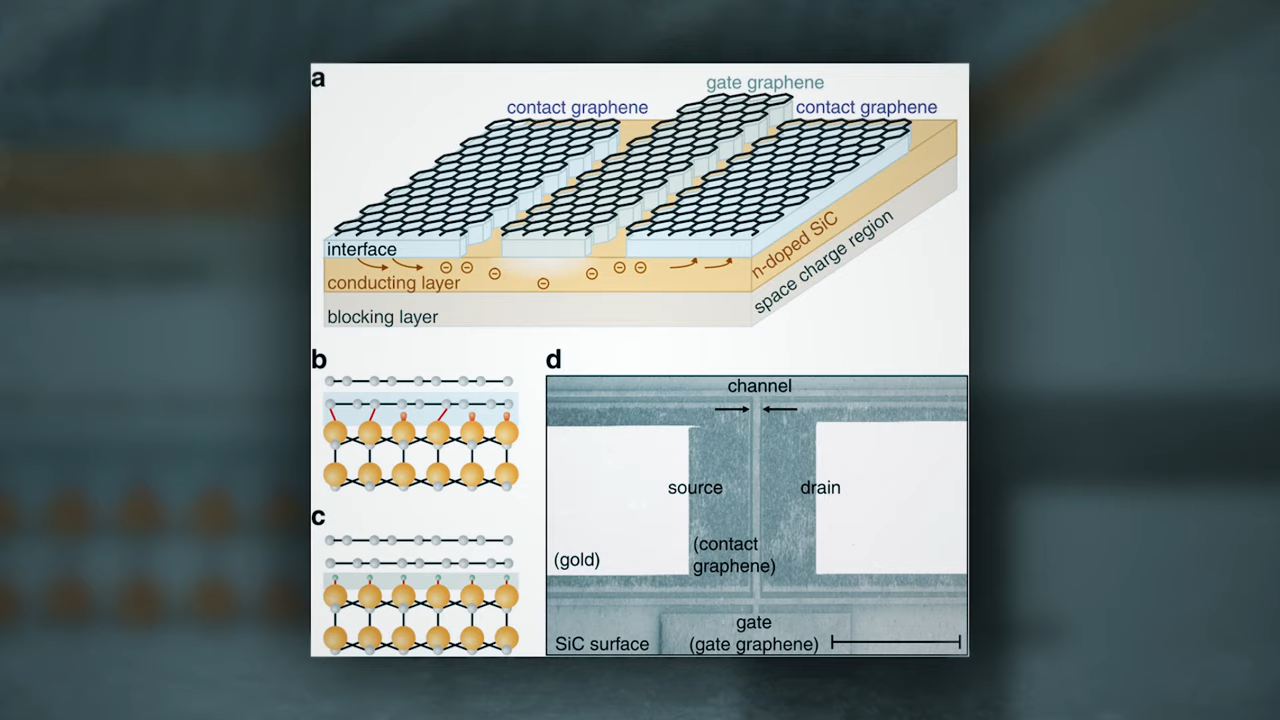 a
gate graphene
contact graphene
contact graphene
interface
conducting layer
blocking layer
n-doped SiC
space charge region
b
c
d
channel
source
drain
(gold)
(contact
graphene)
gate
SiC surface
(gate graphene)